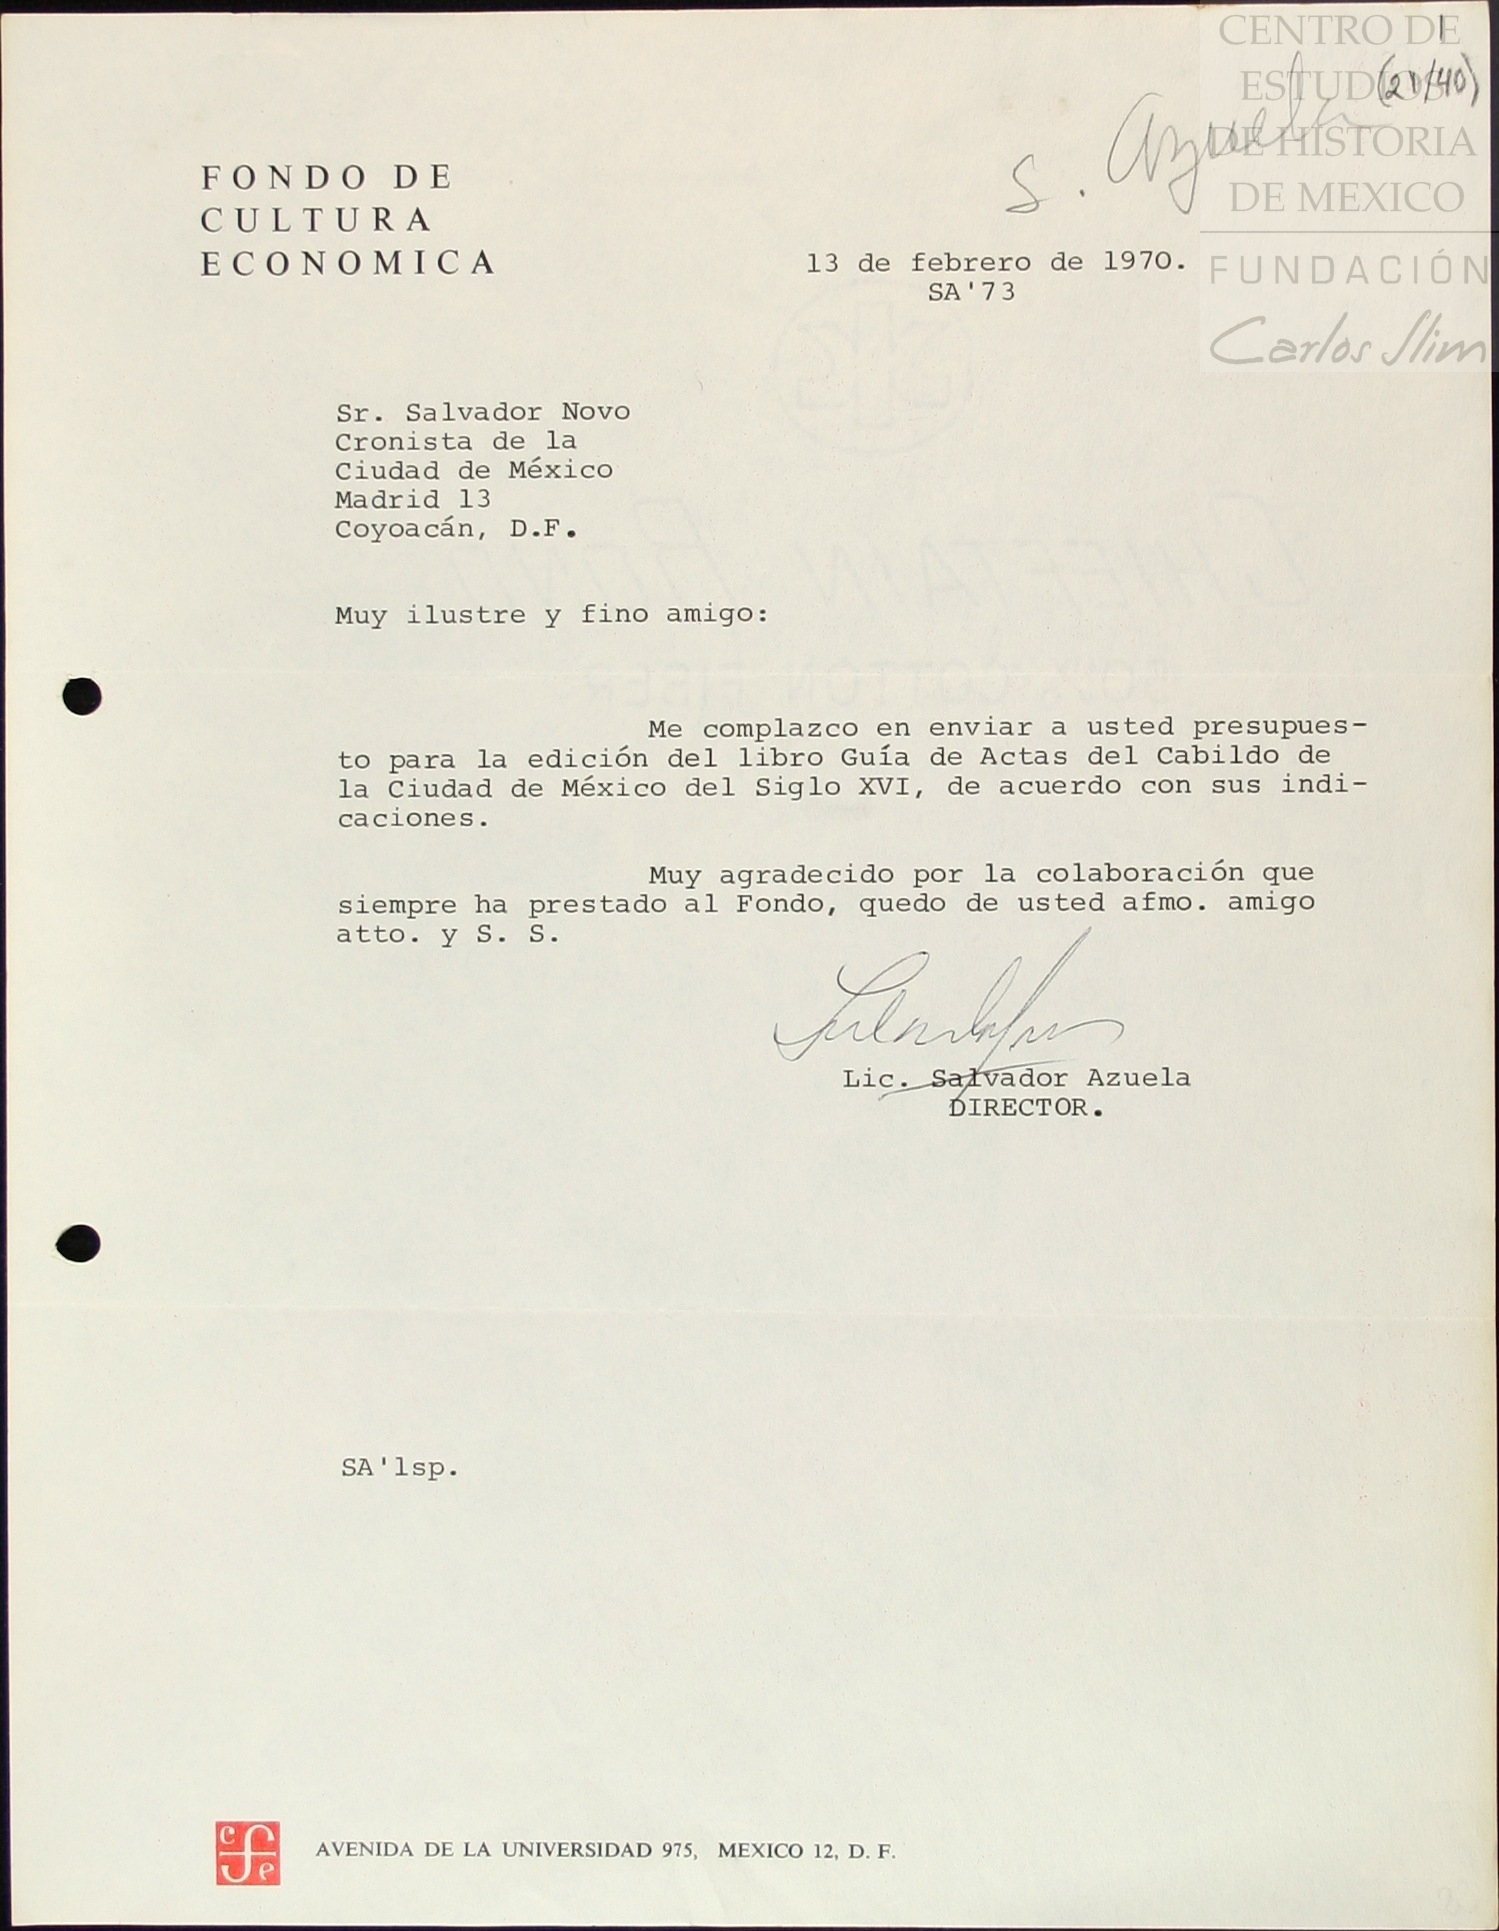 CENTRO DE
ESTUDIOS
DE HISTORIA
DE MEXICO
FUNDACIÓN
Carlos Slim
1
(21/40)
S. Azuela
FONDO DE
CULTURA
ECONOMICA
13 de febrero de 1970.
SA'73
Sr. Salvador Novo
Cronista de la
Ciudad de México
Madrid 13
Coyoacán, D.F.
Muy ilustre y fino amigo:
Me complazco en enviar a usted presupues-
to para la edición del libro Guía de Actas del Cabildo de
la Ciudad de México del Siglo XVI, de acuerdo con sus indi-
caciones.
Muy agradecido por la colaboración que
siempre ha prestado al Fondo, quedo de usted afmo. amigo
atto. y S. S.
Lic. Salvador Azuela
DIRECTOR.
SA'lsp.
cfe
AVENIDA DE LA UNIVERSIDAD 975, MEXICO 12, D. F.